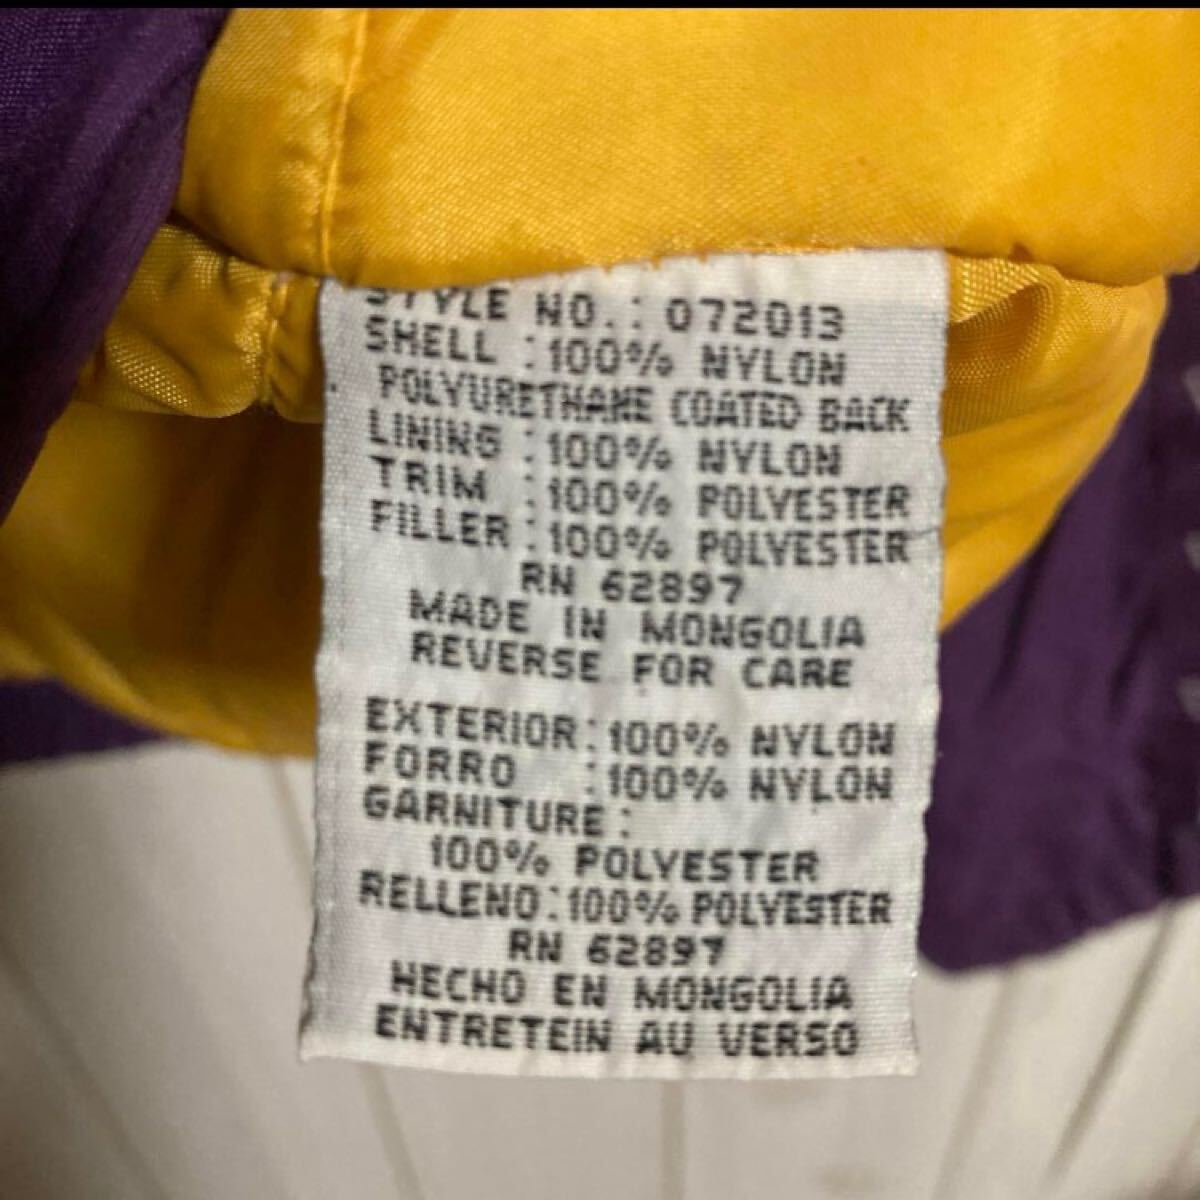 STYLE NO.: 072013
SHELL :100% NYLON
POLYURETHANE COATED BACK
LINING :100% NYLON
TRIM :100% POLYESTER
FILLER :100% POLYESTER
RN 62897
MADE IN MONGOLIA
REVERSE FOR CARE
EXTERIOR:100% NYLON
FORRO :100% NYLON
GARNITURE:
100% POLYESTER
RELLENO:100% POLYESTER
RN 62897
HECHO EN MONGOLIA
ENTRETEIN AU VERSO